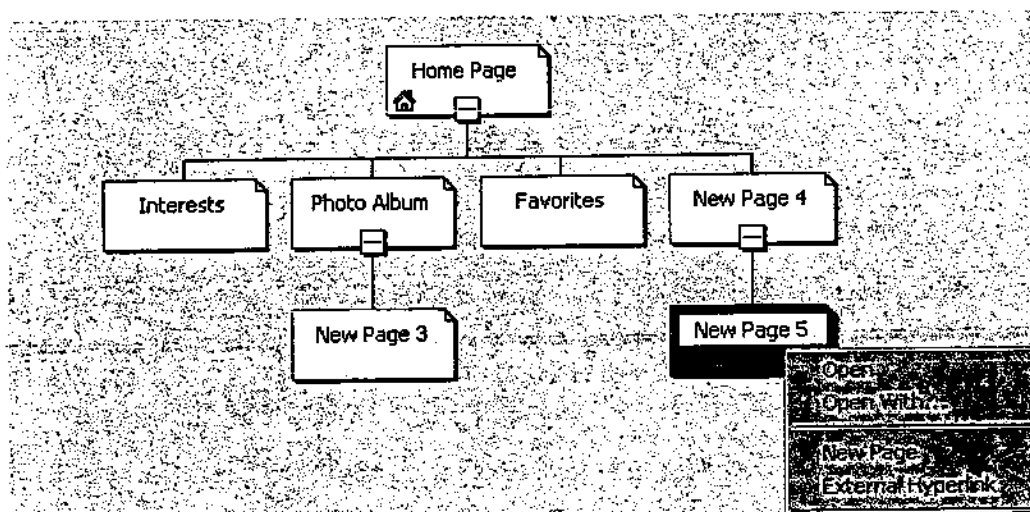 Home Page
Interests
Photo Album
Favorites
New Page 4
New Page 3
New Page 5
Open
Open With...
New Page
External Hyperlink